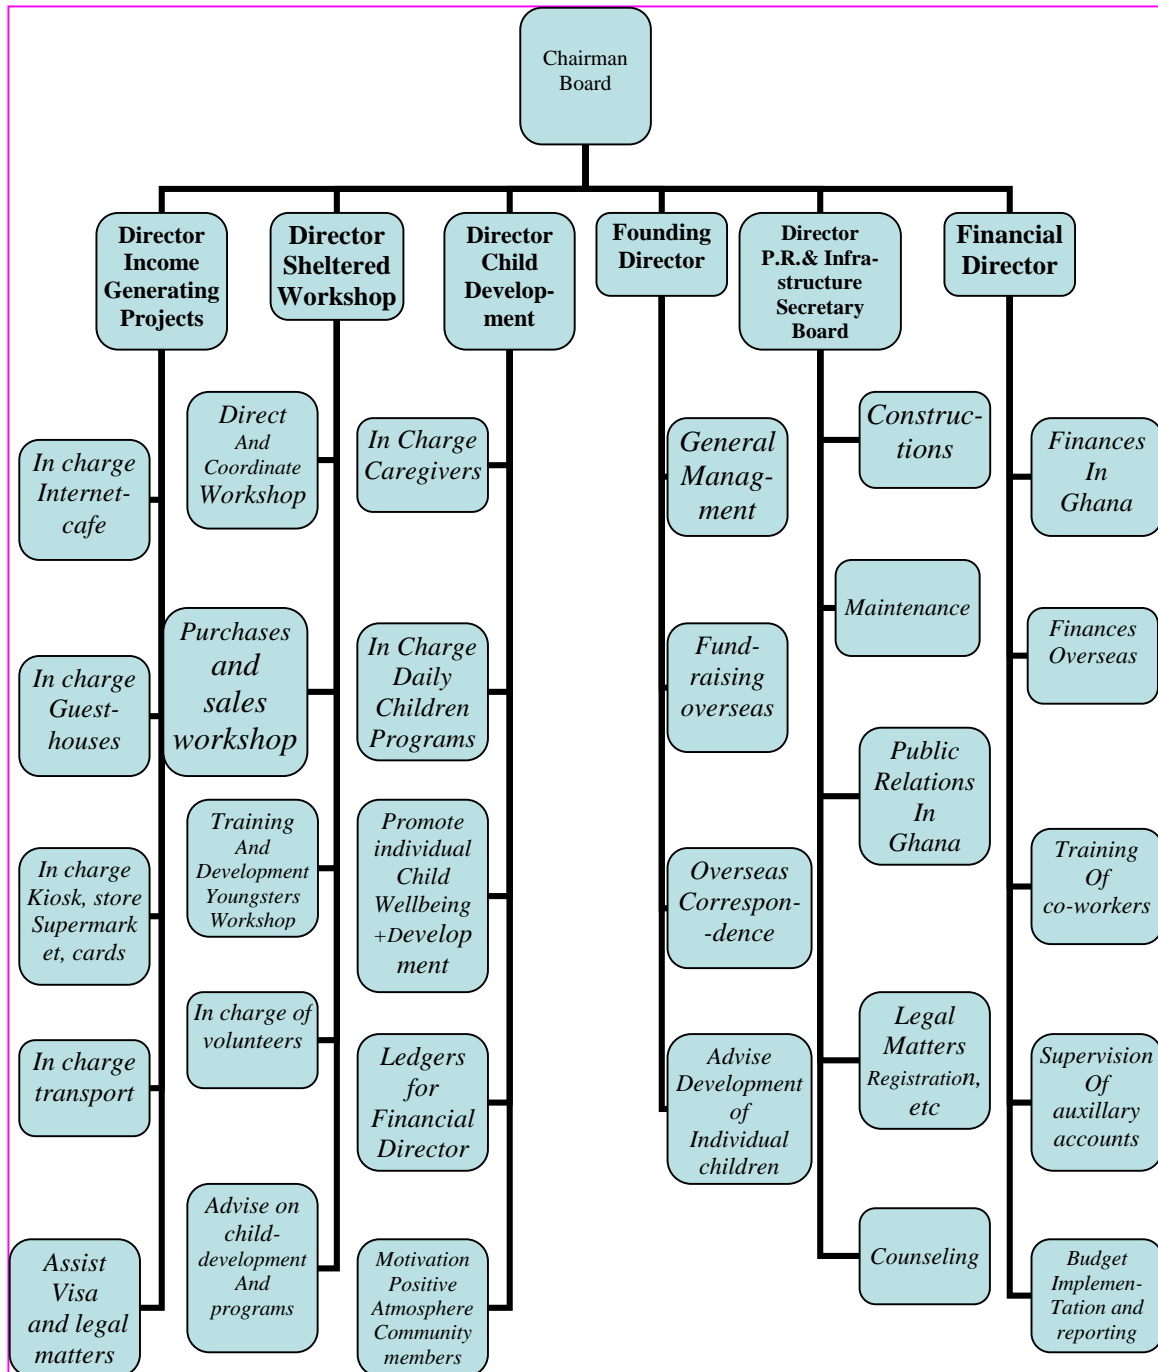 Chairman
Board
Director
Income
Generating
Projects
Director
Sheltered
Workshop
Director
Child
Develop-
ment
Founding
Director
Director
P.R.& Infra-
structure
Secretary
Board
Financial
Director
In charge
Internet-
cafe
In charge
Guest-
houses
In charge
Kiosk, store
Supermark
et, cards
In charge
transport
Assist
Visa
and legal
matters
Direct
And
Coordinate
Workshop
Purchases
and
sales
workshop
Training
And
Development
Youngsters
Workshop
In charge of
volunteers
Advise on
child-
development
And
programs
In Charge
Caregivers
In Charge
Daily
Children
Programs
Promote
individual
Child
Wellbeing
+Develop
ment
Ledgers
for
Financial
Director
Motivation
Positive
Atmosphere
Community
members
General
Managment
Fund-
raising
overseas
Overseas
Correspon-
-dence
Advise
Development
of
Individual
children
Construc-
tions
Maintenance
Public
Relations
In
Ghana
Legal
Matters
Registration,
etc
Counseling
Finances
In
Ghana
Finances
Overseas
Training
Of
co-workers
Supervision
Of
auxillary
accounts
Budget
Implemen-
Tation and
reporting